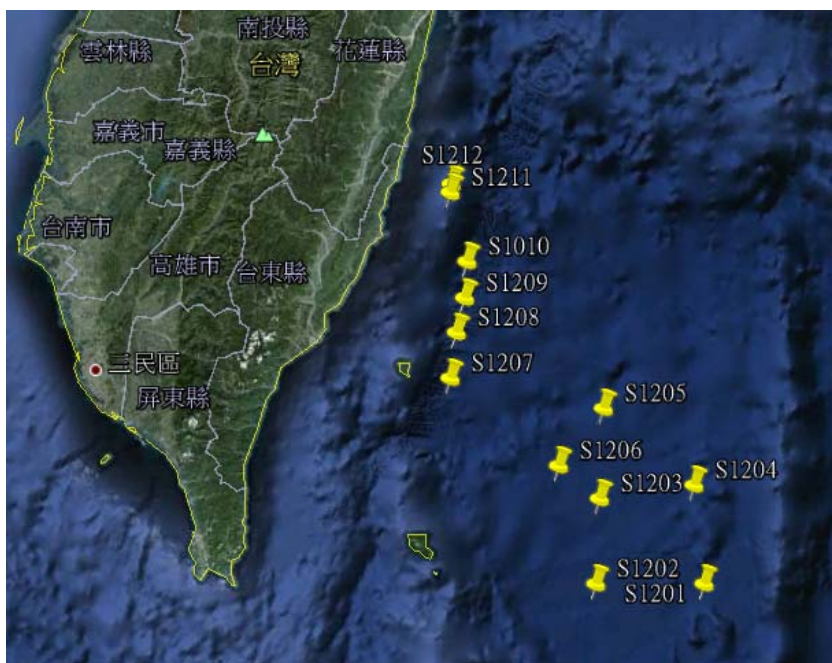 南投縣
雲林縣
花蓮縣
台灣
嘉義市
嘉義縣
S1212
S1211
台南市
高雄市
台東縣
S1010
S1209
S1208
三民區
S1207
屏東縣
S1205
S1206
S1204
S1203
S1202
S1201